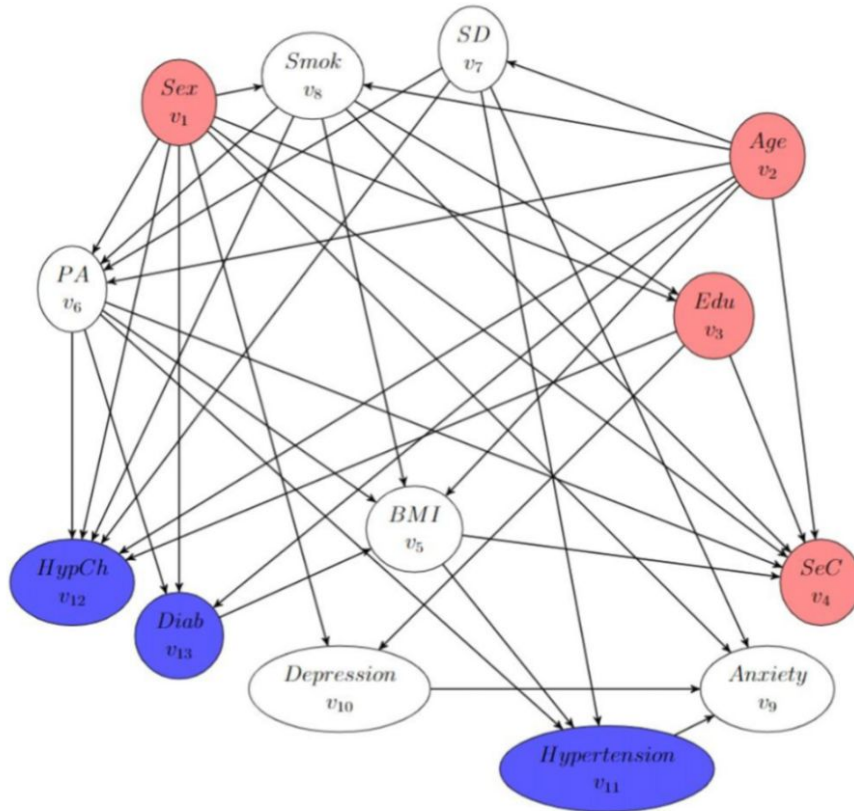 SD
v7
Smok
v8
Sex
v1
Age
v2
PA
v6
Edu
v3
BMI
v5
HypCh
v12
SeC
v4
Diab
v13
Depression
v10
Anxiety
v9
Hypertension
v11